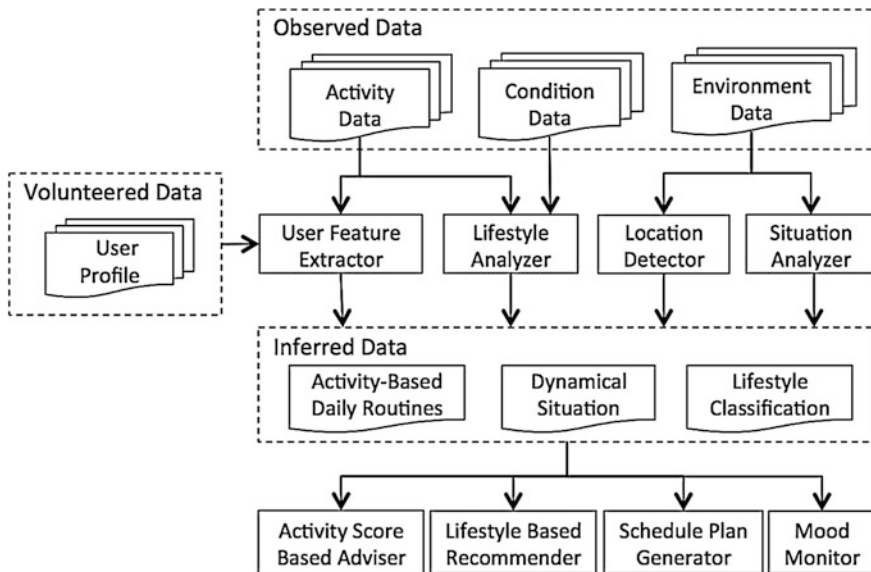 Observed Data
Activity
Data
Condition
Data
Environment
Data
Volunteered Data
User
Profile
User Feature
Extractor
Lifestyle
Analyzer
Location
Detector
Situation
Analyzer
Inferred Data
Activity-Based
Daily Routines
Dynamical
Situation
Lifestyle
Classification
Activity Score
Based Adviser
Lifestyle Based
Recommender
Schedule Plan
Generator
Mood
Monitor